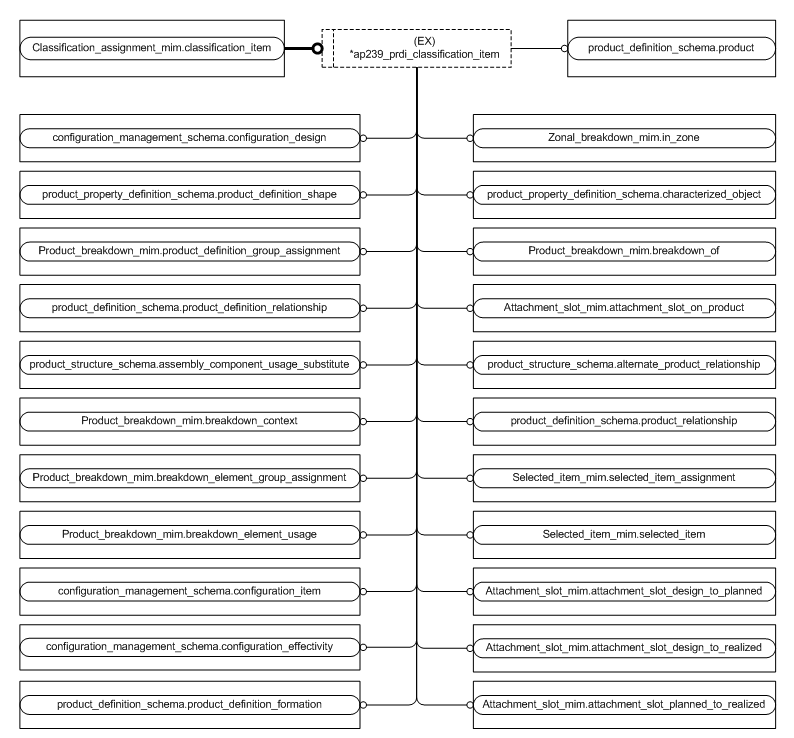 Classification_assignment_mim.classification_item
(EX)
*ap239_prdi_classification_item
product_definition_schema.product
configuration_management_schema.configuration_design
Zonal_breakdown_mim.in_zone
product_property_definition_schema.product_definition_shape
product_property_definition_schema.characterized_object
Product_breakdown_mim.product_definition_group_assignment
Product_breakdown_mim.breakdown_of
product_definition_schema.product_definition_relationship
Attachment_slot_mim.attachment_slot_on_product
product_structure_schema.assembly_component_usage_substitute
product_structure_schema.alternate_product_relationship
Product_breakdown_mim.breakdown_context
product_definition_schema.product_relationship
Product_breakdown_mim.breakdown_element_group_assignment
Selected_item_mim.selected_item_assignment
Product_breakdown_mim.breakdown_element_usage
Selected_item_mim.selected_item
configuration_management_schema.configuration_item
Attachment_slot_mim.attachment_slot_design_to_planned
configuration_management_schema.configuration_effectivity
Attachment_slot_mim.attachment_slot_design_to_realized
product_definition_schema.product_definition_formation
Attachment_slot_mim.attachment_slot_planned_to_realized